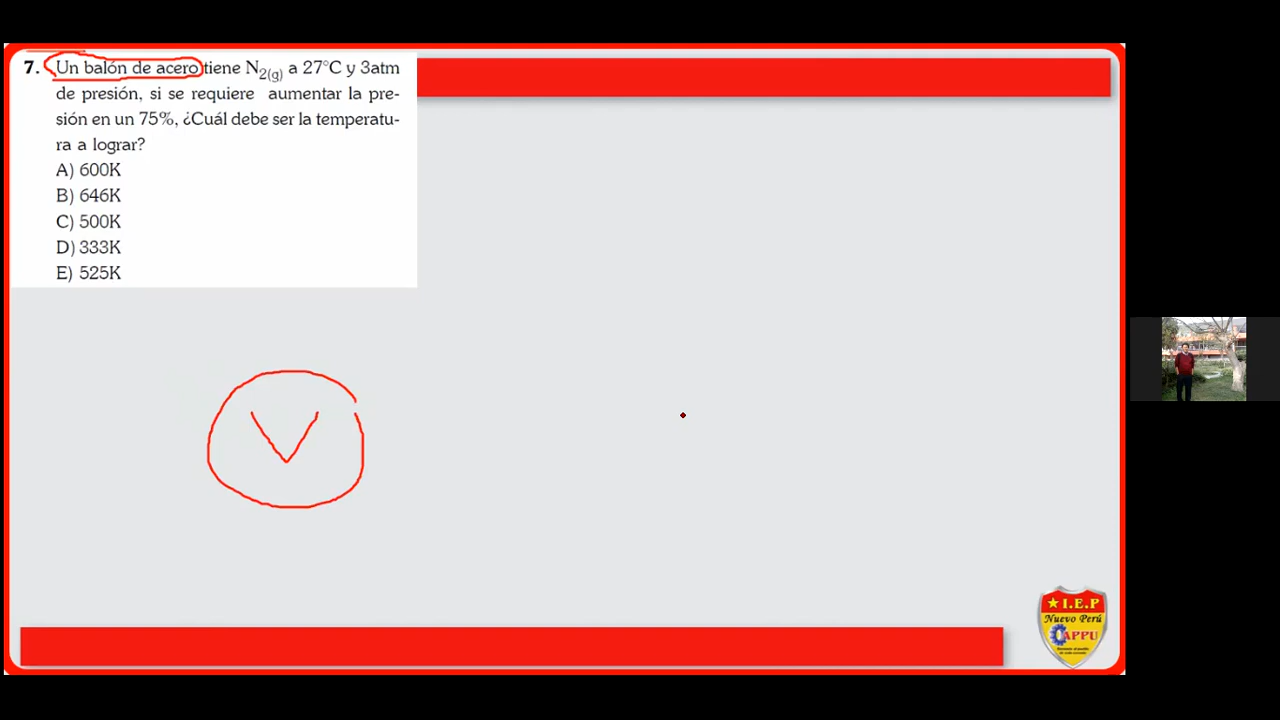 7. Un balón de acero tiene N2(g) a 27°C y 3atm
de presión, si se requiere aumentar la pre-
sión en un 75%, ¿Cuál debe ser la temperatu-
ra a lograr?
A) 600K
B) 646K
C) 500K
D) 333K
E) 525K
V
I.E.P
Nuevo Perú
CAPPU